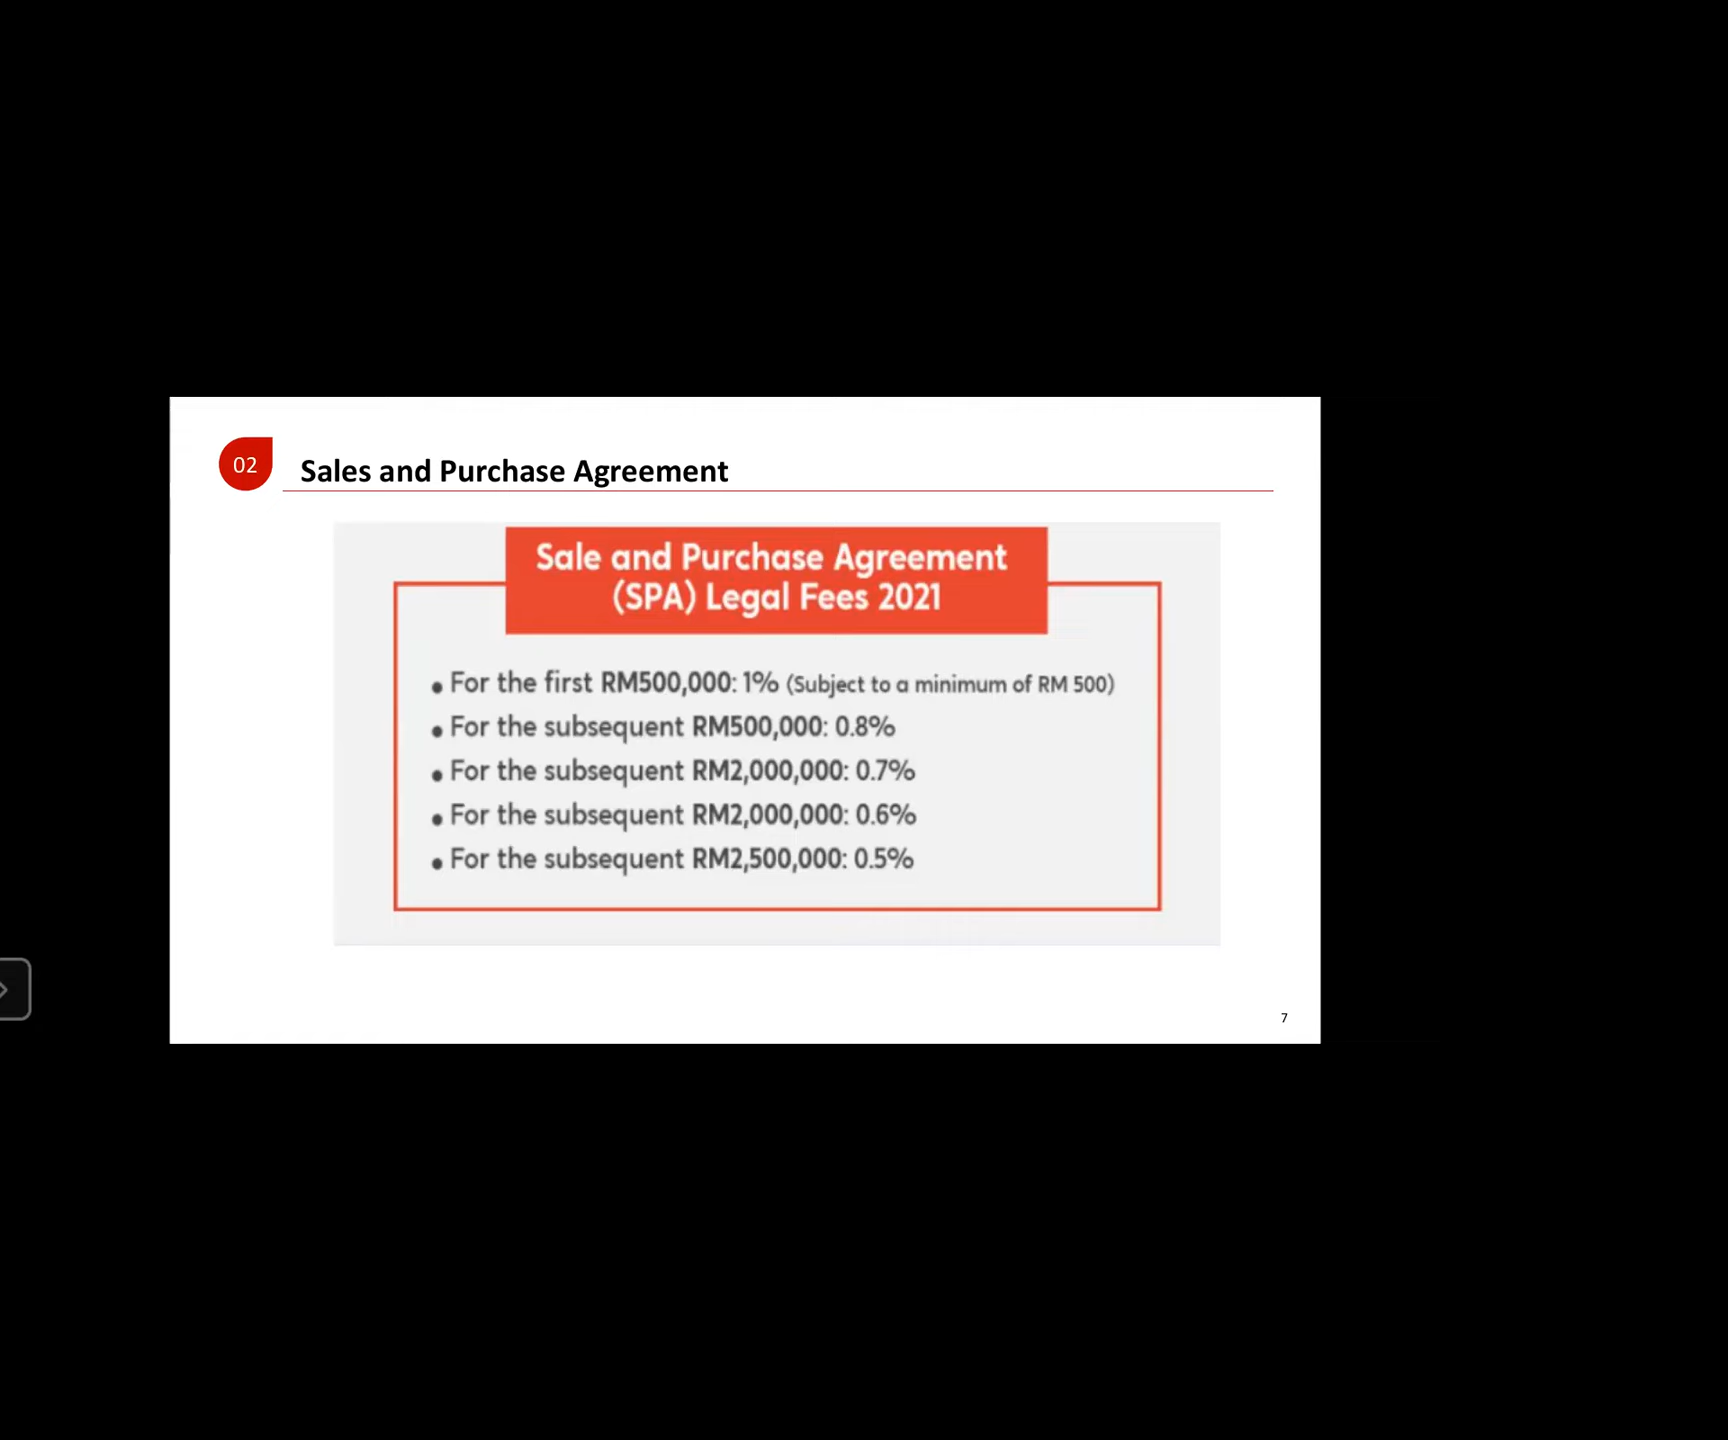 02
Sales and Purchase Agreement
Sale and Purchase Agreement
(SPA) Legal Fees 2021
• For the first RM500,000: 1% (Subject to a minimum of RM 500)
• For the subsequent RM500,000: 0.8%
• For the subsequent RM2,000,000: 0.7%
• For the subsequent RM2,000,000: 0.6%
• For the subsequent RM2,500,000: 0.5%
7